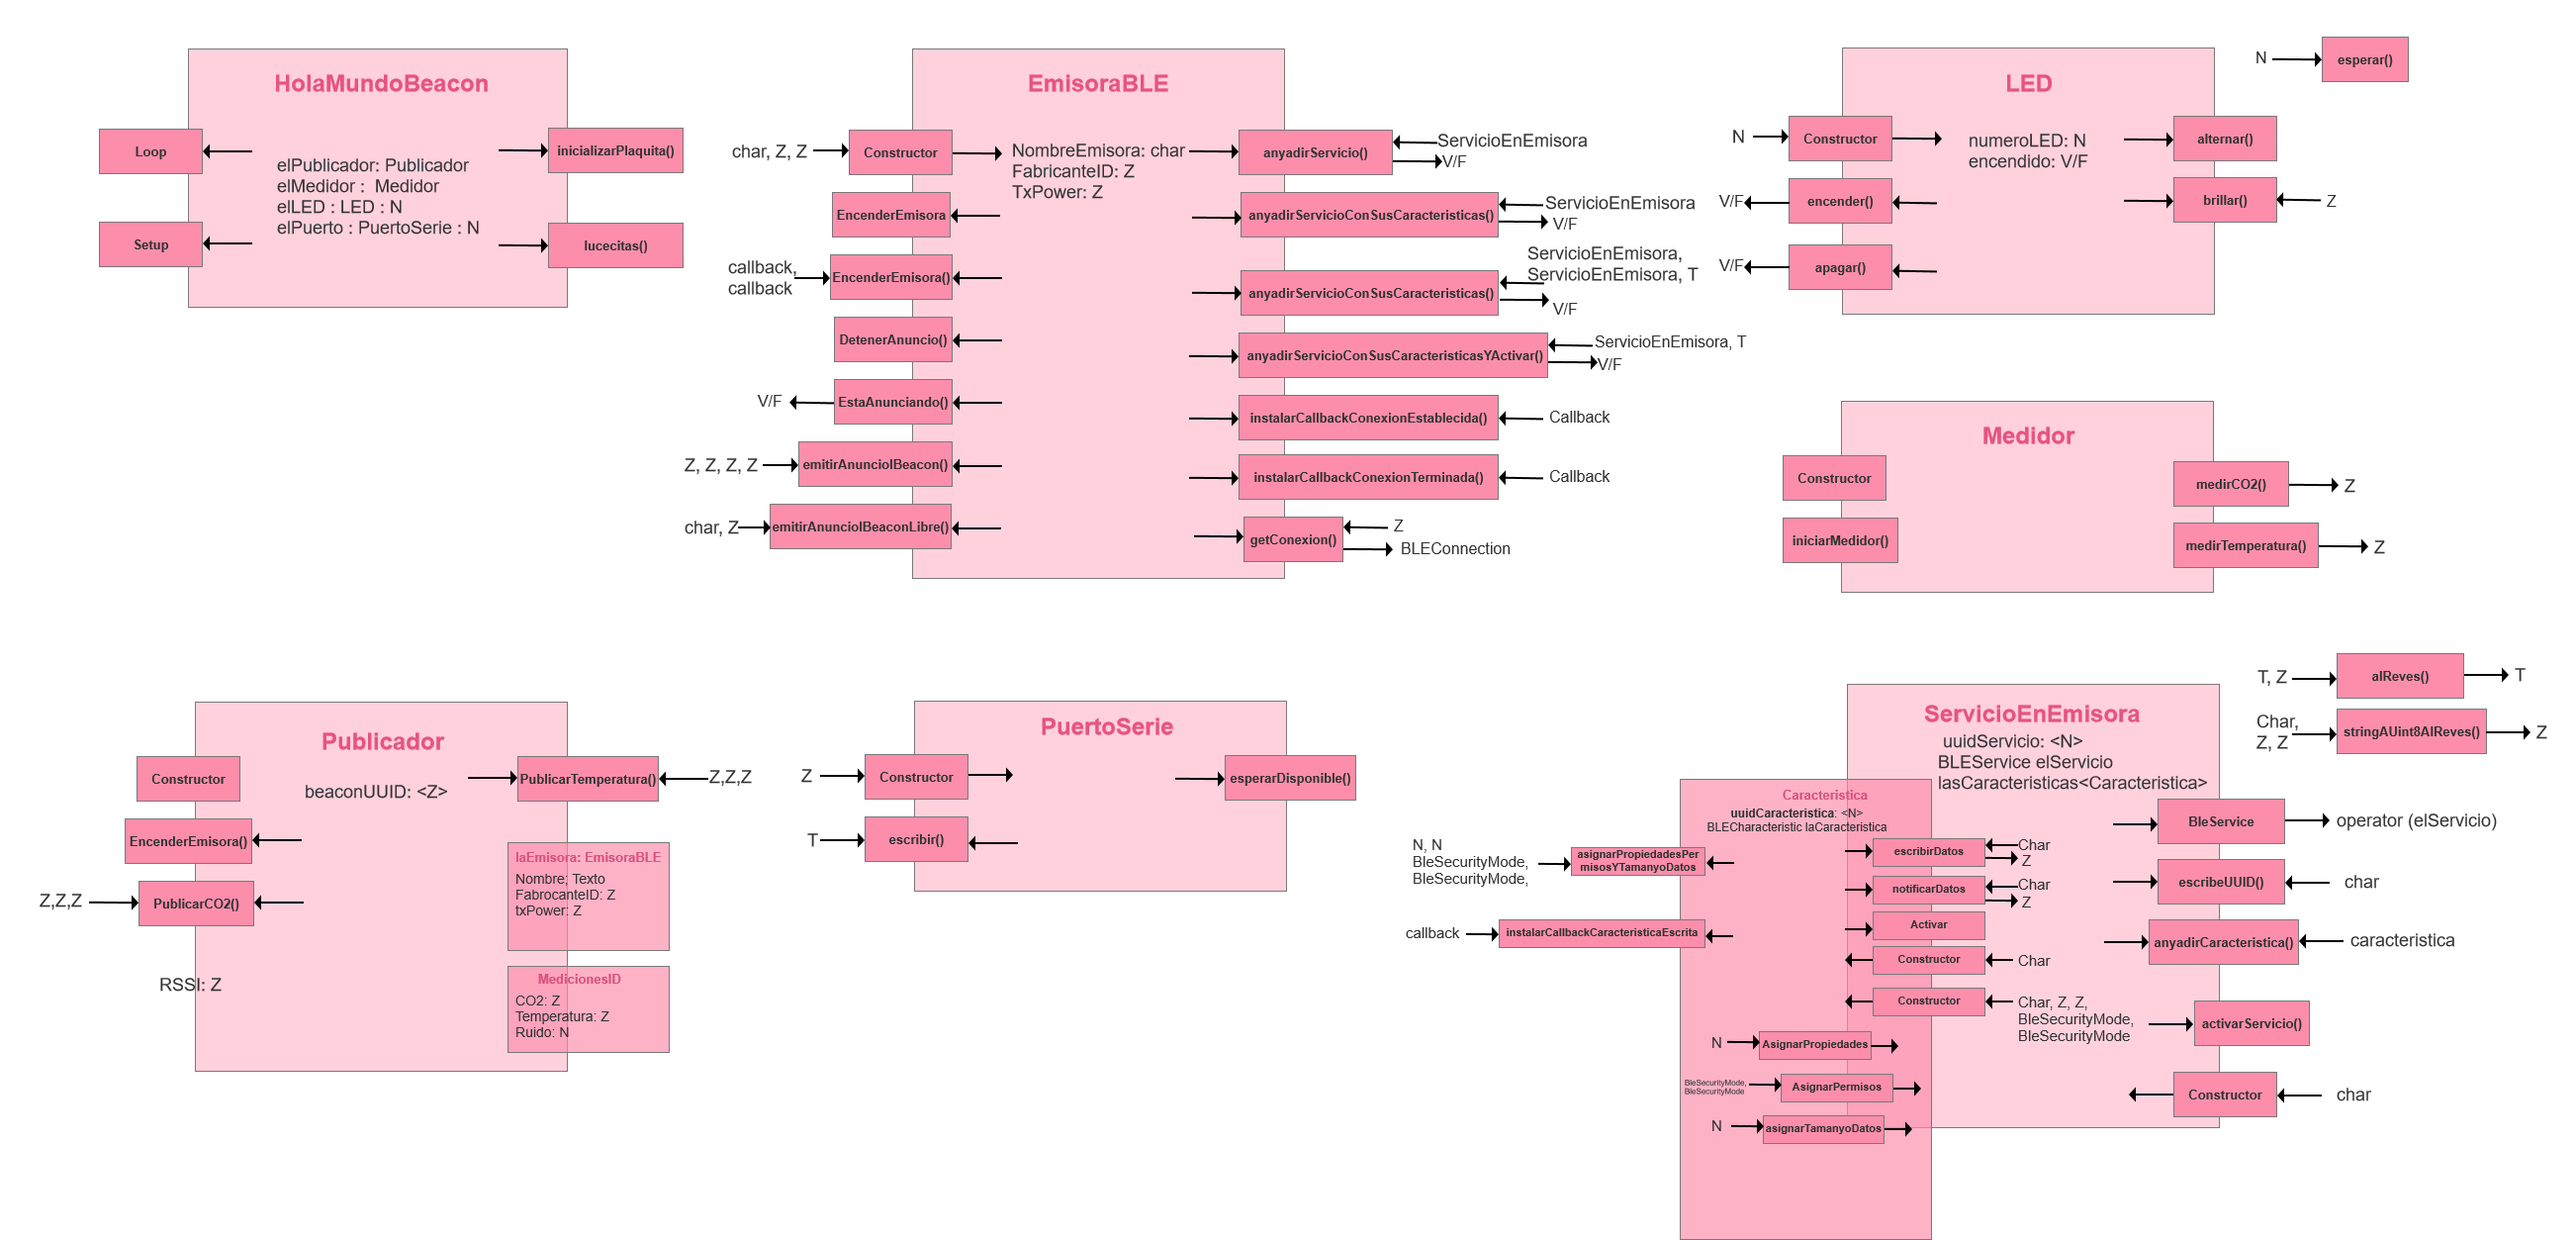 HolaMundoBeacon
Loop
inicializarPlaquita()
elPublicador: Publicador
elMedidor : Medidor
elLED : LED : N
elPuerto : PuertoSerie : N
Setup
lucecitas()
EmisoraBLE
char, Z, Z
Constructor
NombreEmisora: char
FabricanteID: Z
TxPower: Z
anyadirServicio()
ServicioEnEmisora
V/F
EncenderEmisora
anyadirServicioConSusCaracteristicas()
ServicioEnEmisora
V/F
callback,
callback
EncenderEmisora()
anyadirServicioConSusCaracteristicas()
ServicioEnEmisora,
ServicioEnEmisora, T
V/F
DetenerAnuncio()
anyadirServicioConSusCaracteristicasYActivar()
ServicioEnEmisora, T
V/F
V/F
EstaAnunciando()
instalarCallbackConexionEstablecida()
Callback
Z, Z, Z, Z
emitirAnuncioIBeacon()
instalarCallbackConexionTerminada()
Callback
char, Z
emitirAnuncioIBeaconLibre()
getConexion()
Z
BLEConnection
LED
N
Constructor
numeroLED: N
encendido: V/F
alternar()
V/F
encender()
brillar()
Z
V/F
apagar()
N
esperar()
Medidor
Constructor
medirCO2()
Z
iniciarMedidor()
medirTemperatura()
Z
Publicador
Constructor
beaconUUID: <Z>
PublicarTemperatura()
Z,Z,Z
EncenderEmisora()
laEmisora: EmisoraBLE
Nombre; Texto
FabrocanteID: Z
txPower: Z
Z,Z,Z
PublicarCO2()
RSSI: Z
MedicionesID
CO2: Z
Temperatura: Z
Ruido: N
PuertoSerie
Z
Constructor
esperarDisponible()
T
escribir()
T, Z
alReves()
T
Char,
Z, Z
stringAUint8AlReves()
Z
ServicioEnEmisora
uuidServicio: <N>
BLEService elServicio
lasCaracteristicas<Caracteristica>
BleService
operator (elServicio)
escribeUUID()
char
anyadirCaracteristica()
caracteristica
activarServicio()
Constructor
char
Caracteristica
uuidCaracteristica: <N>
BLECharacteristic laCaracteristica
N, N
BleSecurityMode,
BleSecurityMode,
asignarPropiedadesPer
misosYTamanyoDatos
escribirDatos
Char
Z
notificarDatos
Char
Z
callback
instalarCallbackCaracteristicaEscrita
Activar
Constructor
Char
Constructor
Char, Z, Z,
BleSecurityMode,
BleSecurityMode
N
AsignarPropiedades
BleSecurityMode,
BleSecurityMode
AsignarPermisos
N
asignarTamanyoDatos